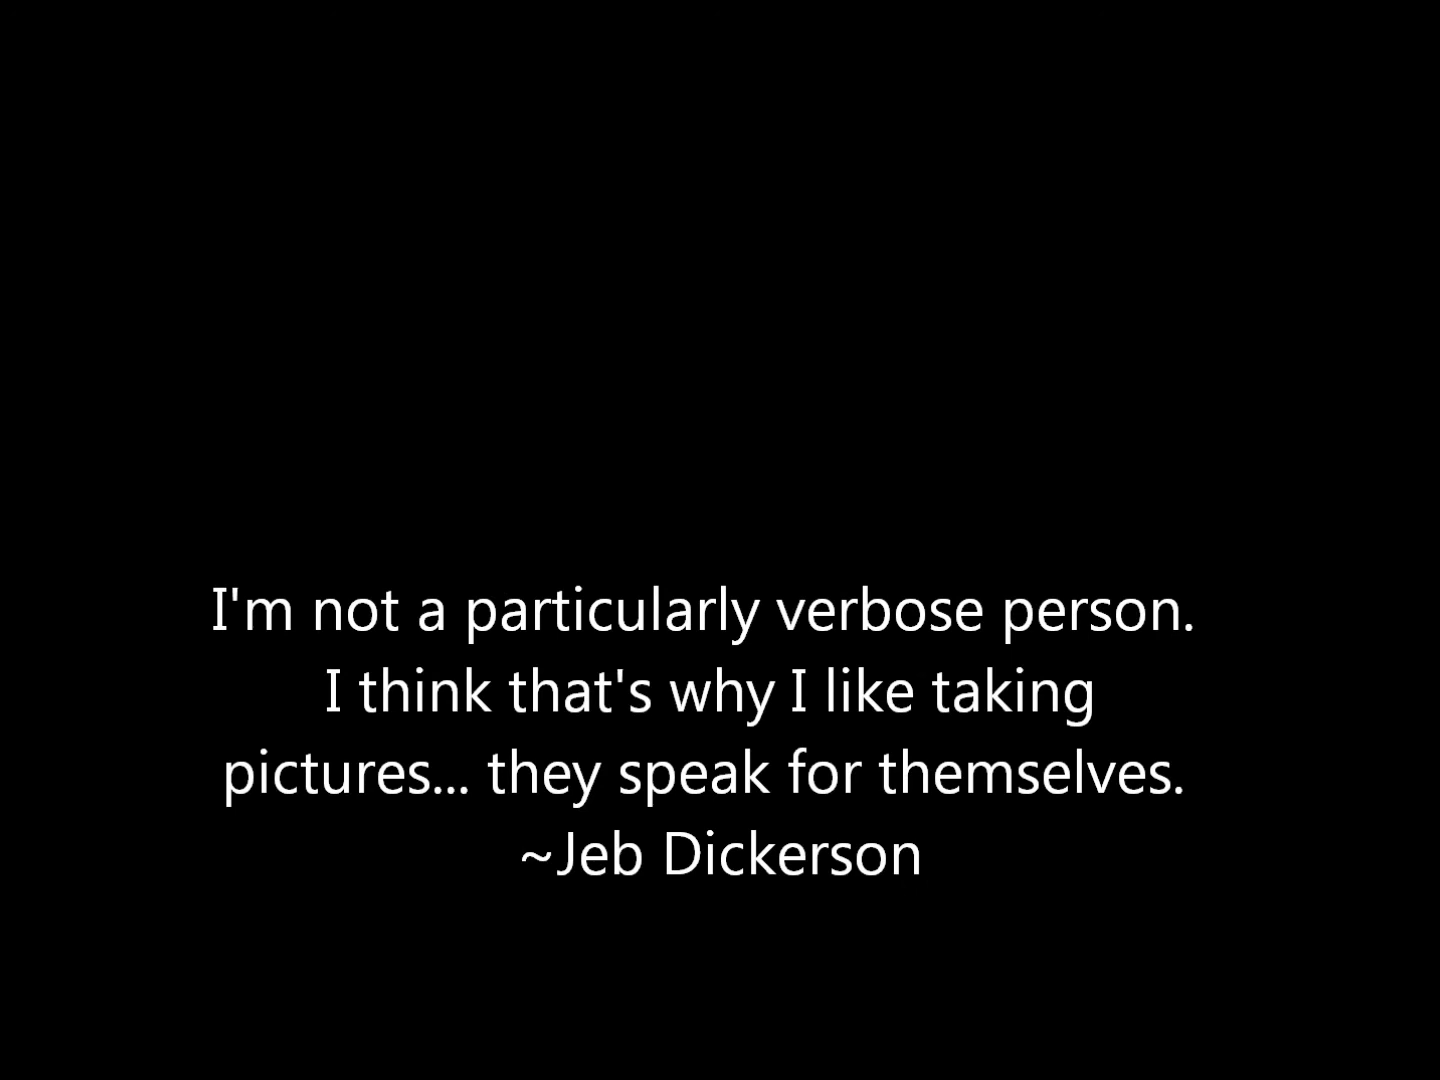 I'm not a particularly verbose person.
I think that's why I like taking
pictures... they speak for themselves.
~Jeb Dickerson